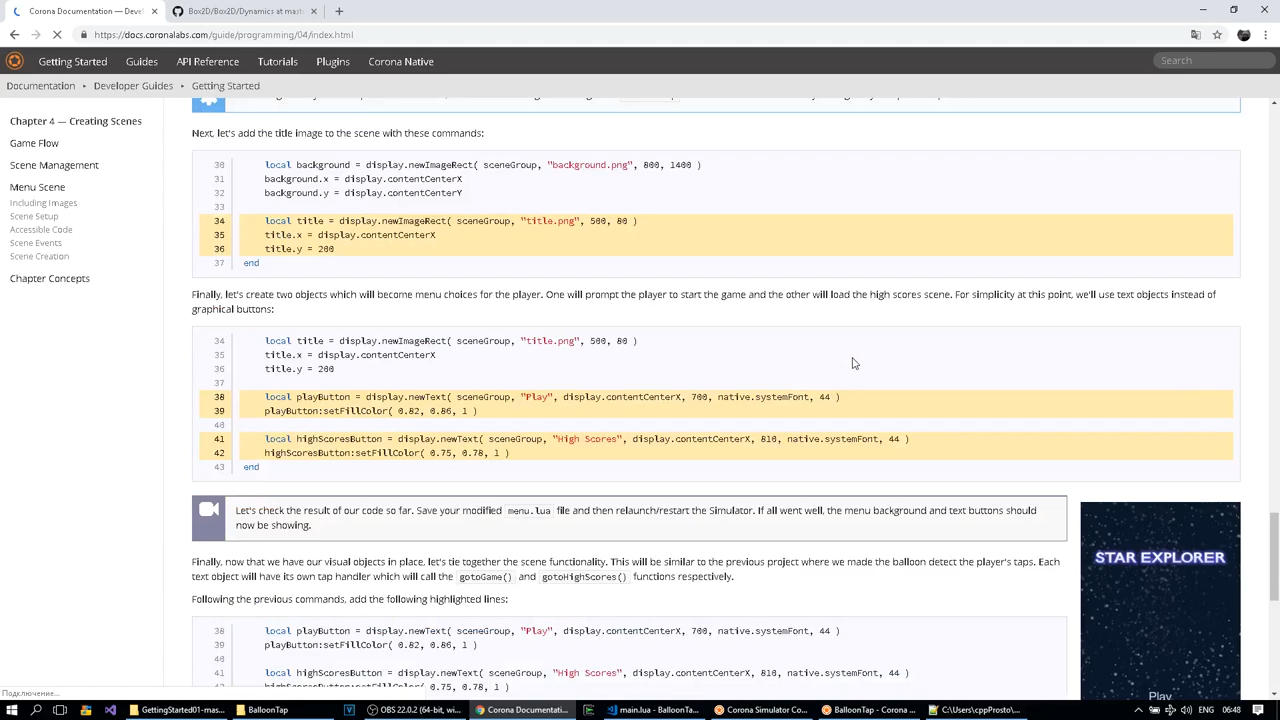 Corona Documentation — Devel
Box2D/Box2D/Dynamics at mast
https://docs.coronalabs.com/guide/programming/04/index.html
Getting Started
Guides
API Reference
Tutorials
Plugins
Corona Native
Search
Documentation ▸ Developer Guides ▸ Getting Started
Chapter 4 — Creating Scenes
Game Flow
Scene Management
Menu Scene
Including Images
Scene Setup
Accessible Code
Scene Events
Scene Creation
Chapter Concepts
Next, let's add the title image to the scene with these commands:
30 local background = display.newImageRect( sceneGroup, "background.png", 800, 1400 )
31 background.x = display.contentCenterX
32 background.y = display.contentCenterY
33
34 local title = display.newImageRect( sceneGroup, "title.png", 500, 80 )
35 title.x = display.contentCenterX
36 title.y = 200
37 end
Finally, let's create two objects which will become menu choices for the player. One will prompt the player to start the game and the other will load the high scores scene. For simplicity at this point, we'll use text objects instead of
graphical buttons:
34 local title = display.newImageRect( sceneGroup, "title.png", 500, 80 )
35 title.x = display.contentCenterX
36 title.y = 200
37
38 local playButton = display.newText( sceneGroup, "Play", display.contentCenterX, 700, native.systemFont, 44 )
39 playButton:setFillColor( 0.82, 0.86, 1 )
40
41 local highScoresButton = display.newText( sceneGroup, "High Scores", display.contentCenterX, 810, native.systemFont, 44 )
42 highScoresButton:setFillColor( 0.75, 0.78, 1 )
43 end
Let's check the result of our code so far. Save your modified menu.lua file and then relaunch/restart the Simulator. If all went well, the menu background and text buttons should
now be showing.
STAR EXPLORER
Play
Finally, now that we have our visual objects in place, let's tie together the scene functionality. This will be similar to the previous project where we made the balloon detect the player's taps. Each
text object will have its own tap handler which will call the gotoGame() and gotoHighScores() functions respectively.
Following the previous commands, add the following highlighted lines:
38 local playButton = display.newText( sceneGroup, "Play", display.contentCenterX, 700, native.systemFont, 44 )
39 playButton:setFillColor( 0.82, 0.86, 1 )
40
41 local highScoresButton = display.newText( sceneGroup, "High Scores", display.contentCenterX, 810, native.systemFont, 44 )
42 highScoresButton:setFillColor( 0.75, 0.78, 1 )
Подключение...
GettingStarted01-mas...
BalloonTap
OBS 22.0.2 (64-bit, w...
Corona Documentati...
main.lua - BalloonTa...
Corona Simulator Co...
BalloonTap - Corona ...
C:\Users\cppProsto\...
ENG
06:48